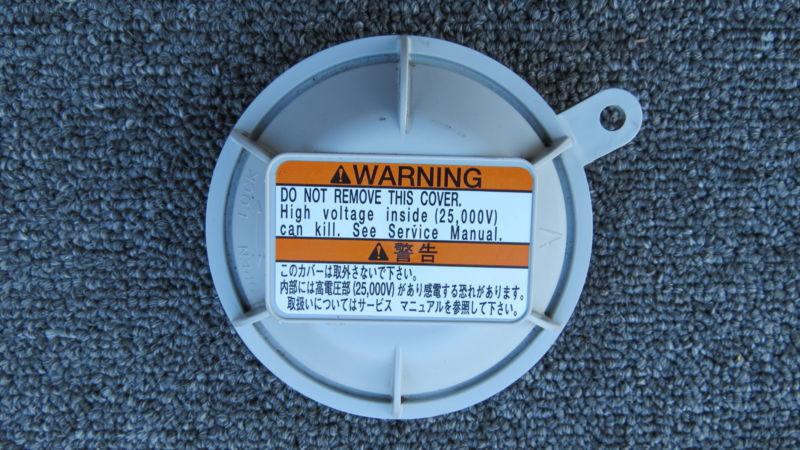 ⚠WARNING
DO NOT REMOVE THIS COVER.
High voltage inside (25,000V)
can kill. See Service Manual.
⚠警告
このカバーは取外さないで下さい。
内部には高電圧部(25,000V)があり感電する恐れがあります。
取扱いについてはサービス マニュアルを参照して下さい。
LOCK
OPEN